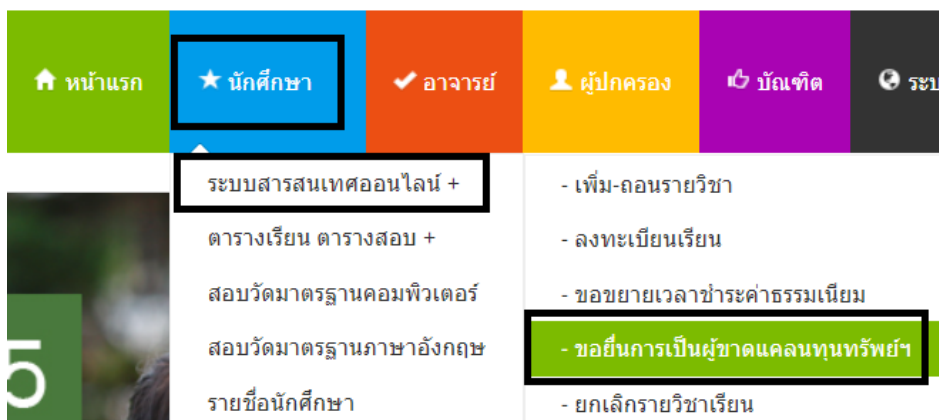 หน้าแรก
นักศึกษา
อาจารย์
ผู้ปกครอง
บัณฑิต
ระบ
ระบบสารสนเทศออนไลน์ +
ตารางเรียน ตารางสอบ +
สอบวัดมาตรฐานคอมพิวเตอร์
สอบวัดมาตรฐานภาษาอังกฤษ
รายชื่อนักศึกษา
- เพิ่ม-ถอนรายวิชา
- ลงทะเบียนเรียน
- ขอขยายเวลาชำระค่าธรรมเนียม
- ขอยื่นการเป็นผู้ขาดแคลนทุนทรัพย์ฯ
- ยกเลิกรายวิชาเรียน
5